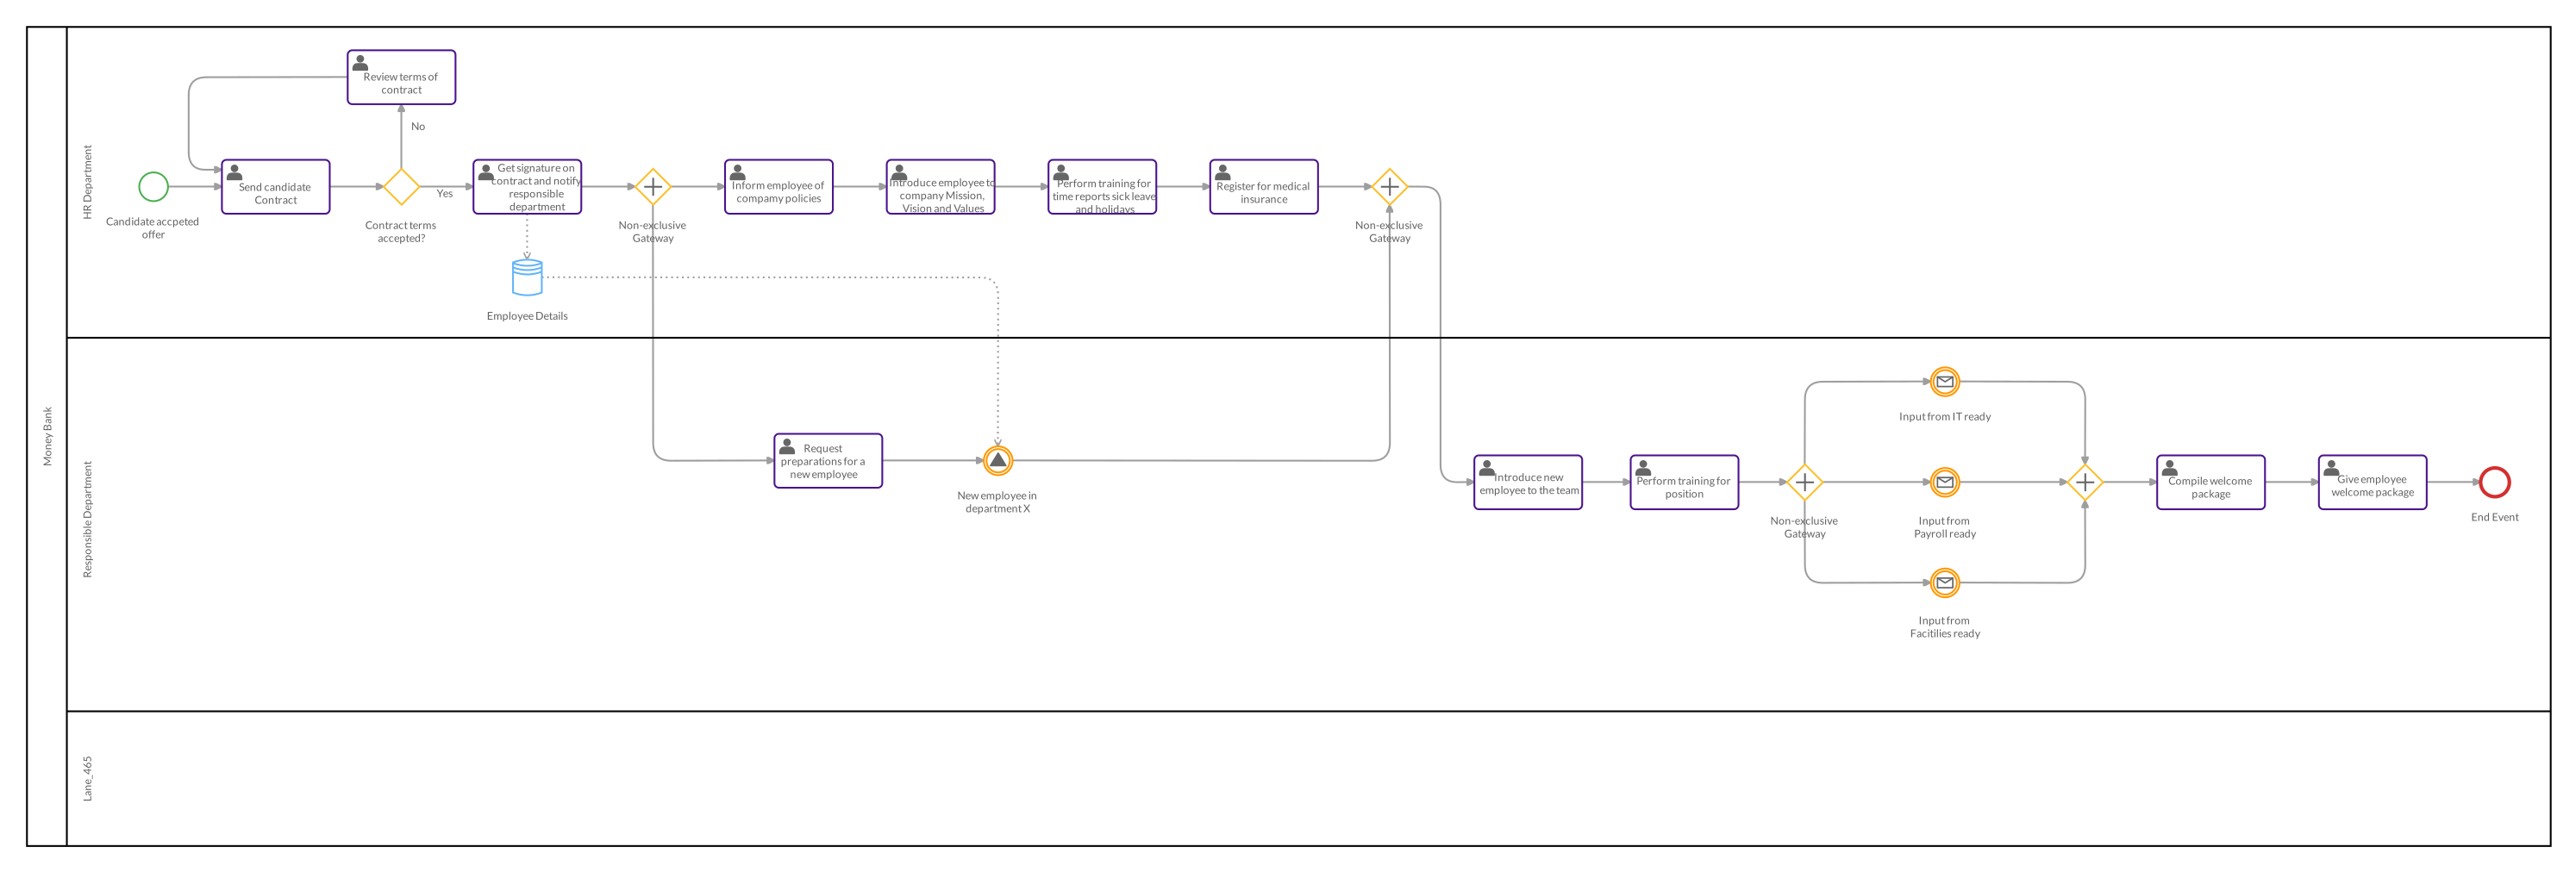 Money Bank
HR Department
Candidate accpeted
offer
Review terms of
contract
No
Send candidate
Contract
Contract terms
accepted?
Yes
Get signature on
contract and notify
responsible
department
Employee Details
Non-exclusive
Gateway
Inform employee of
compamy policies
Introduce employee to
company Mission,
Vision and Values
Perform training for
time reports sick leave
and holidays
Register for medical
insurance
Non-exclusive
Gateway
Responsible Department
Request
preparations for a
new employee
New employee in
department X
Introduce new
employee to the team
Perform training for
position
Non-exclusive
Gateway
Input from IT ready
Input from
Payroll ready
Input from
Facitilies ready
Compile welcome
package
Give employee
welcome package
End Event
Lane_465